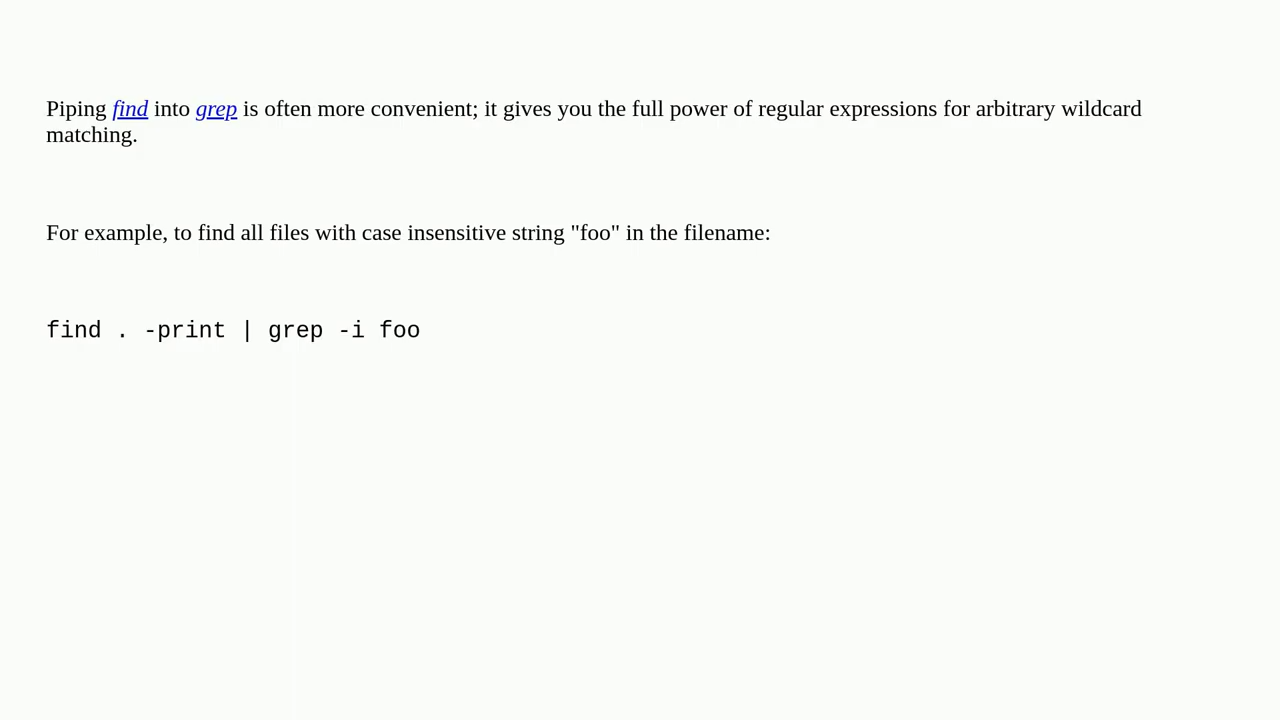 Piping find into grep is often more convenient; it gives you the full power of regular expressions for arbitrary wildcard
matching.
For example, to find all files with case insensitive string "foo" in the filename:
find . -print | grep -i foo